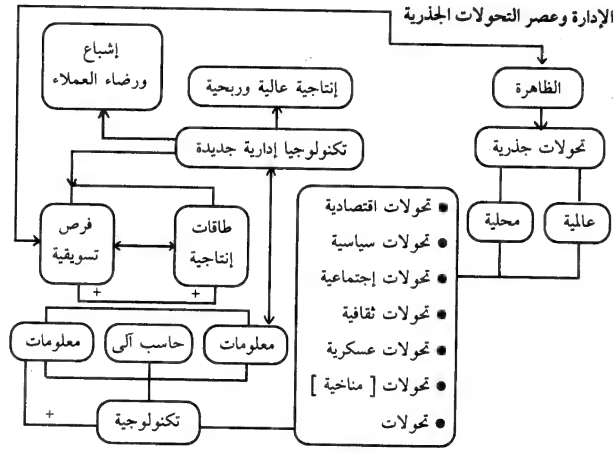 الإدارة وعصر التحولات الجذرية
الظاهرة
تحولات جذرية
عالمية
محلية
إشباع
ورضاء العملاء
إنتاجية عالية وربحية
تكنولوجيا إدارية جديدة
فرص
تسويقية
طاقات
إنتاجية
+
+
● تحولات اقتصادية
● تحولات سياسية
● تحولات إجتماعية
● تحولات ثقافية
● تحولات عسكرية
● تحولات [ مناخية ]
● تحولات
معلومات
حاسب آلى
معلومات
+
تكنولوجية